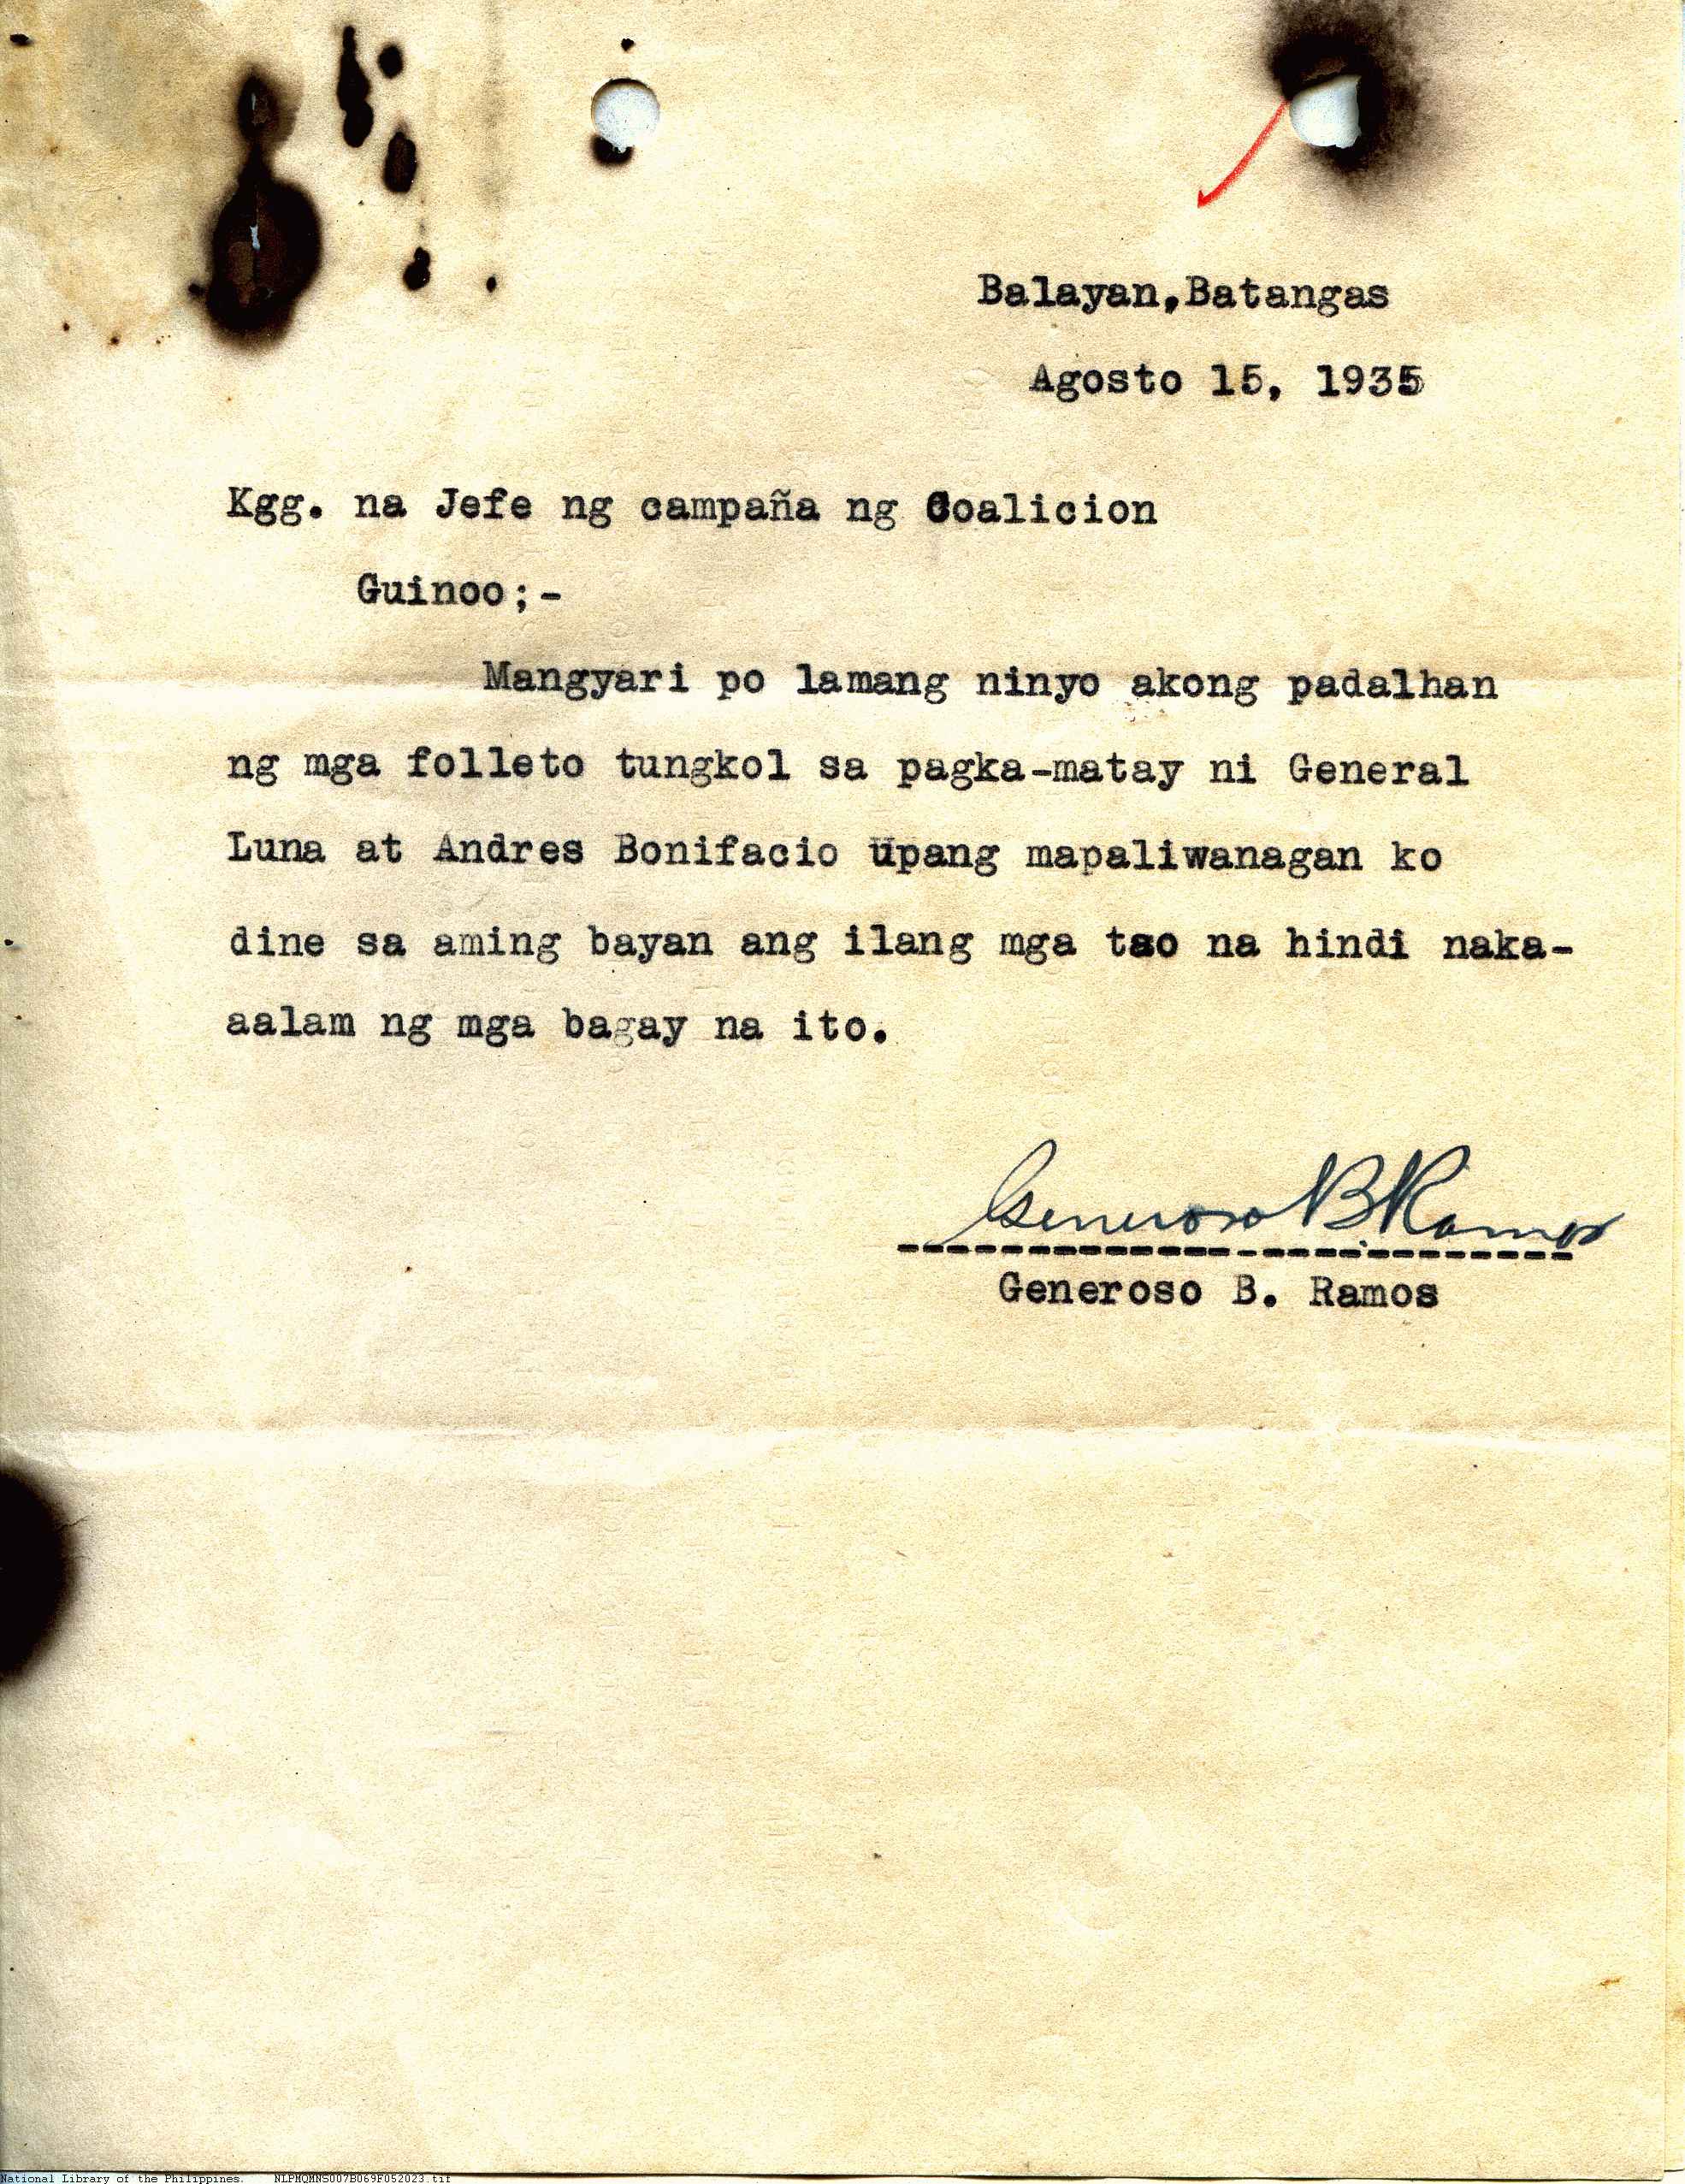 Balayan,Batangas
Agosto 15, 1935
Kgg. na Jefe ng campaña ng Coalicion
Guinoo;-
Mangyari po lamang ninyo akong padalhan
ng mga folleto tungkol sa pagka-matay ni General
Luna at Andres Bonifacio upang mapaliwanagan ko
dine sa aming bayan ang ilang mga tao na hindi naka-
aalam ng mga bagay na ito.
Generoso B Ramos
Generoso B. Ramos
National Library of the Philippines. NLPMQMNS007B069F052023.tif